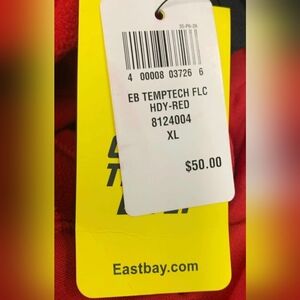 4 00008 03726 6
EB TEMPTECH FLC
HDY-RED
8124004
XL
$50.00
Eastbay.com